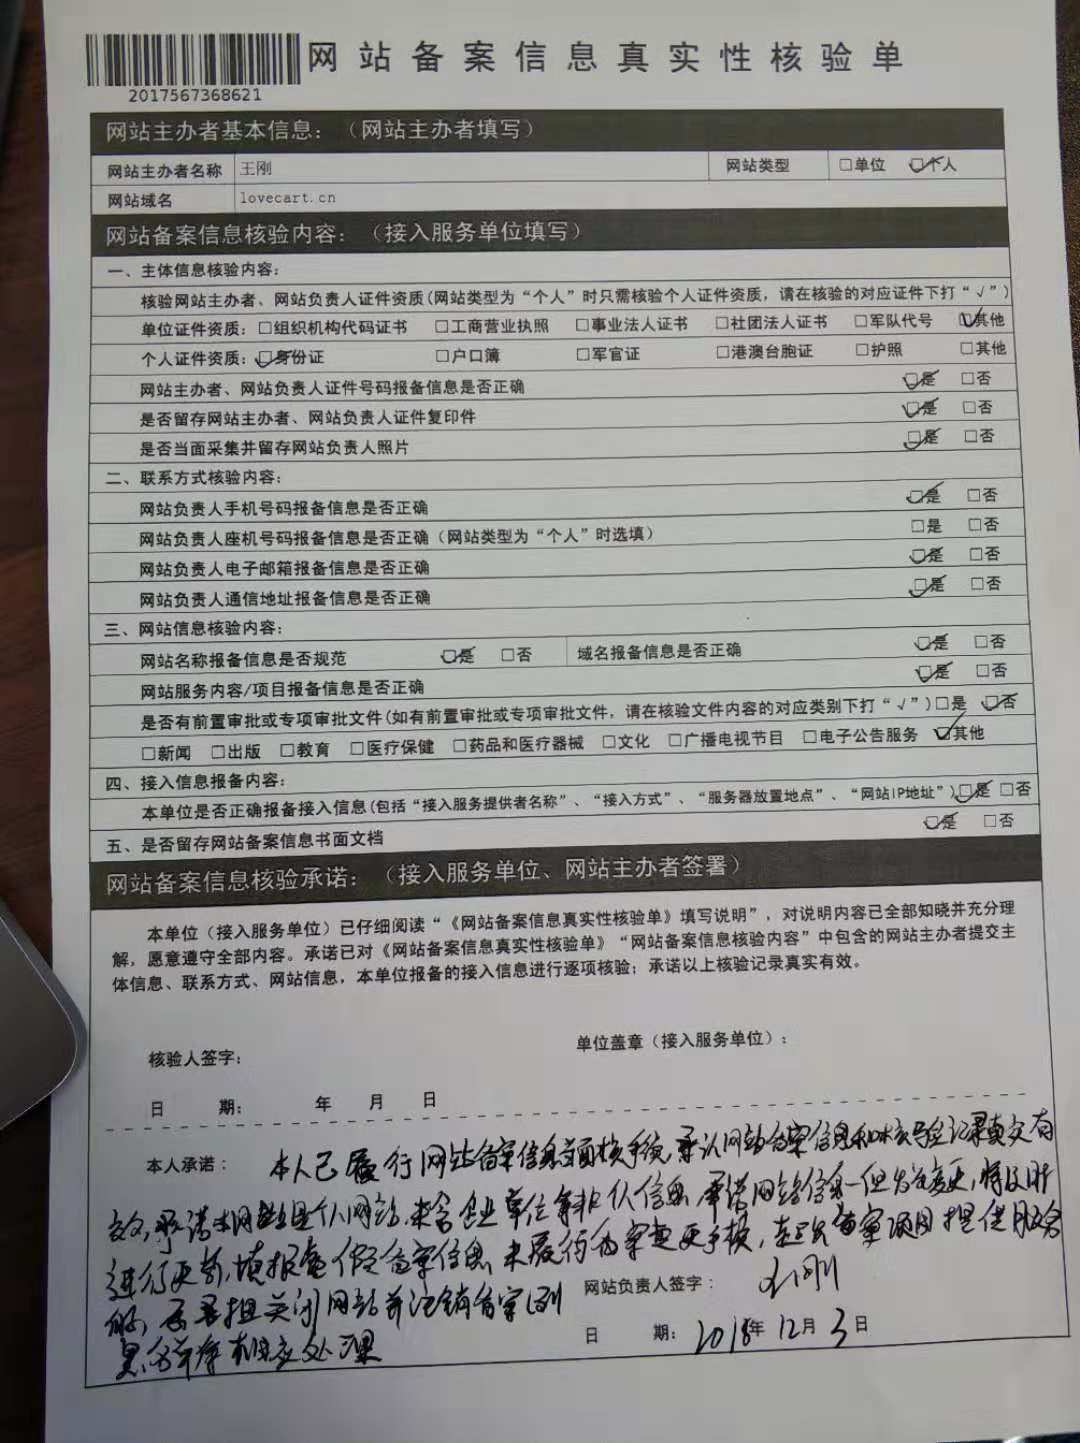 网站备案信息真实性核验单
2017567368621
网站主办者基本信息：（网站主办者填写）
网站主办者名称 王刚 网站类型 □单位 □个人
网站域名 lovecart.cn
网站备案信息核验内容：（接入服务单位填写）
一、主体信息核验内容：
核验网站主办者、网站负责人证件资质(网站类型为“个人”时只需核验个人证件资质，请在核验的对应证件下打“√”)
单位证件资质：□组织机构代码证书 □工商营业执照 □事业法人证书 □社团法人证书 □军队代号 ☑其他
个人证件资质：☑身份证 □户口簿 □军官证 □港澳台胞证 □护照 □其他
网站主办者、网站负责人证件号码报备信息是否正确 ☑是 □否
是否留存网站主办者、网站负责人证件复印件 ☑是 □否
是否当面采集并留存网站负责人照片 ☑是 □否
二、联系方式核验内容：
网站负责人手机号码报备信息是否正确 ☑是 □否
网站负责人座机号码报备信息是否正确（网站类型为“个人”时选填） □是 □否
网站负责人电子邮箱报备信息是否正确 ☑是 □否
网站负责人通信地址报备信息是否正确 ☑是 □否
三、网站信息核验内容：
网站名称报备信息是否规范 ☑是 □否 域名报备信息是否正确 ☑是 □否
网站服务内容/项目报备信息是否正确 ☑是 □否
是否有前置审批或专项审批文件(如有前置审批或专项审批文件，请在核验文件内容的对应类别下打“√”)□是 ☑否
□新闻 □出版 □教育 □医疗保健 □药品和医疗器械 □文化 □广播电视节目 □电子公告服务 ☑其他
四、接入信息报备内容：
本单位是否正确报备接入信息(包括“接入服务提供者名称”、“接入方式”、“服务器放置地点”、“网站IP地址”)☑是 □否
五、是否留存网站备案信息书面文档 ☑是 □否
网站备案信息核验承诺：（接入服务单位、网站主办者签署）
本单位（接入服务单位）已仔细阅读“《网站备案信息真实性核验单》填写说明”，对说明内容已全部知晓并充分理
解，愿意遵守全部内容。承诺已对《网站备案信息真实性核验单》“网站备案信息核验内容”中包含的网站主办者提交主
体信息、联系方式、网站信息，本单位报备的接入信息进行逐项核验；承诺以上核验记录真实有效。
核验人签字： 单位盖章（接入服务单位）：
日 期： 年 月 日
本人承诺： 本人已履行网站备案信息当面核手续，承认网站备案信息和核验记录真实有
效，承诺本网站是个人网站，未含企业单位等非个人信息，承诺网站信息一但发生变更，将及时
进行更新，填报虚假备案信息，未履行备案变更手续，超出备案项目提供服务
的，愿承担关闭网站并注销备案
处理
网站负责人签字： 王刚
日 期： 2018年12月3日